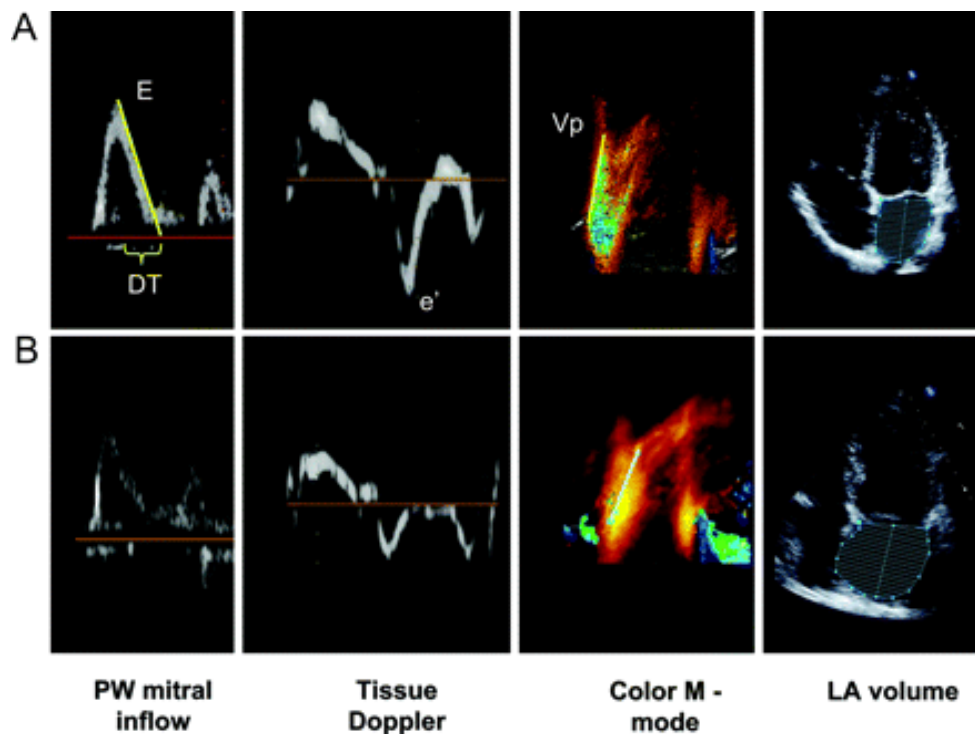 A
E
DT
e'
Vp
B
PW mitral
inflow
Tissue
Doppler
Color M -
mode
LA volume